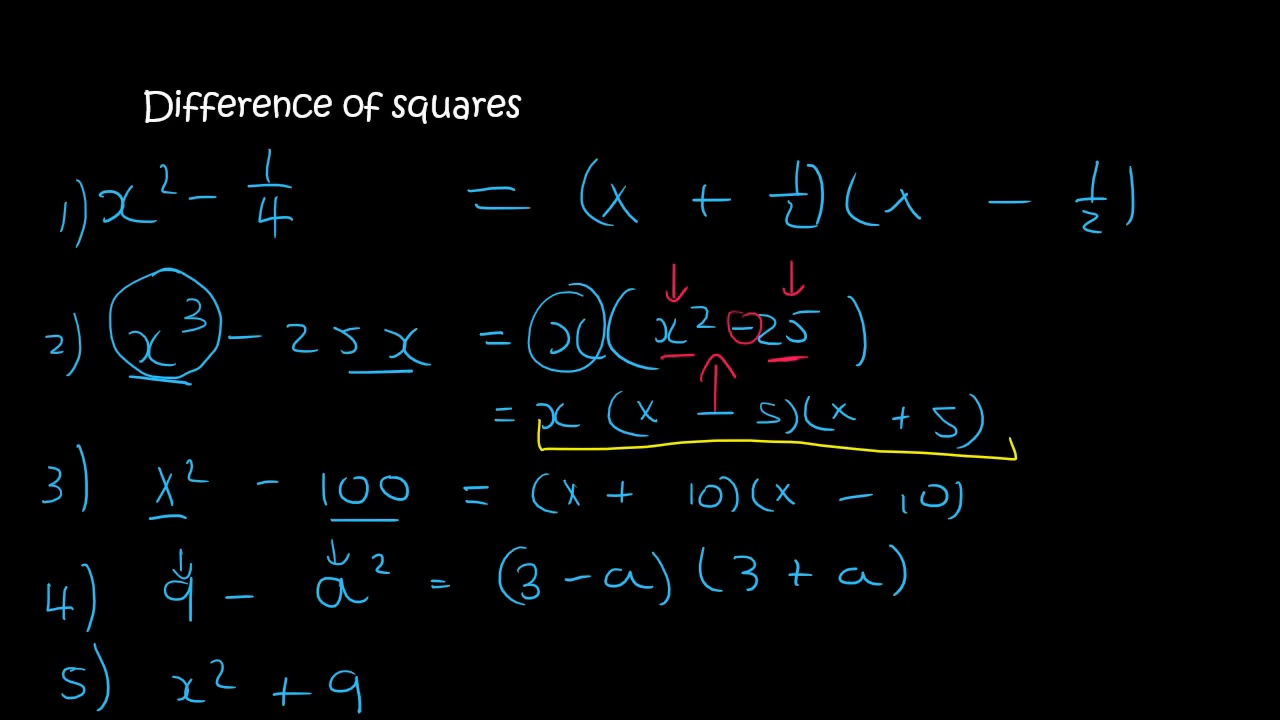 Difference of squares
1) x² - 1/4 = (x + 1/2)(x - 1/2)
2) x³ - 25x = x(x² - 25)
= x(x - 5)(x + 5)
3) x² - 100 = (x + 10)(x - 10)
4) 9 - a² = (3 - a)(3 + a)
5) x² + 9